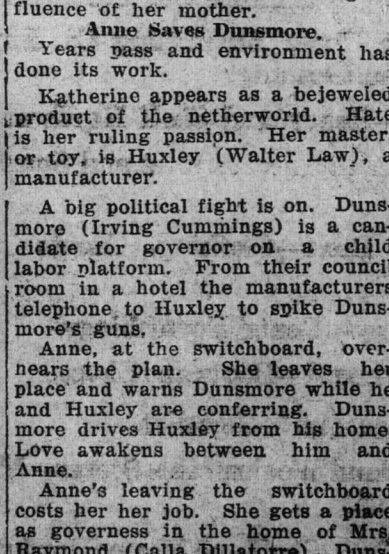 fluence of her mother.
Anne Saves Dunsmore.
Years pass and environment has
done its work.
Katherine appears as a bejeweled
product of the netherworld. Hate
is her ruling passion. Her master
or toy, is Huxley (Walter Law), a
manufacturer.
A big political fight is on. Duns-
more (Irving Cummings) is a can-
didate for governor on a child
labor platform. From their council
room in a hotel the manufacturers
telephone to Huxley to spike Duns-
more's guns.
Anne, at the switchboard, over-
hears the plan. She leaves her
place and warns Dunsmore while he
and Huxley are conferring. Duns-
more drives Huxley from his home
Love awakens between him and
Anne.
Anne's leaving the switchboard
costs her her job. She gets a place
as governess in the home of Mrs
Raymond (Calla Dillatorre). Duns